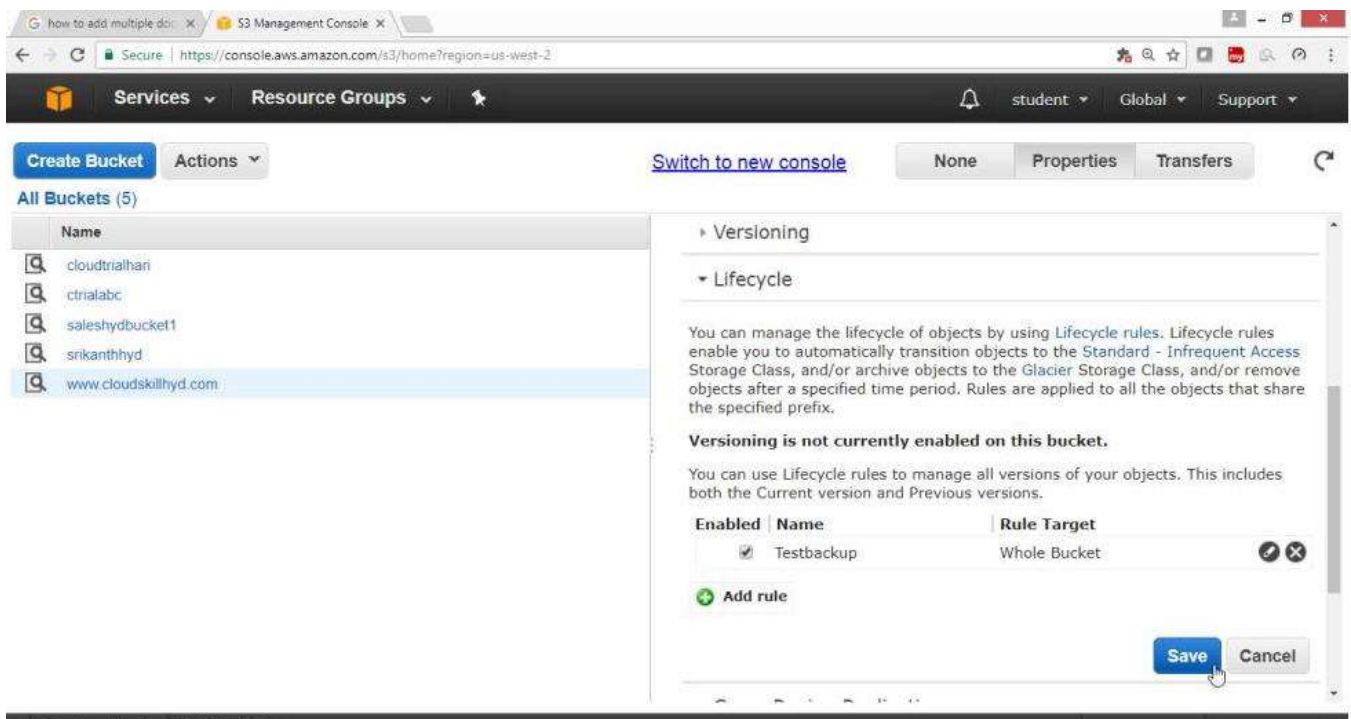 how to add multiple doc
S3 Management Console
Secure | https://console.aws.amazon.com/s3/home?region=us-west-2
Services
Resource Groups
student
Global
Support
Create Bucket
Actions
Switch to new console
None
Properties
Transfers
All Buckets (5)
Name
cloudtrialhari
ctrialabc
saleshydbucket1
srikanthhyd
www.cloudskillhyd.com
Versioning
Lifecycle
You can manage the lifecycle of objects by using Lifecycle rules. Lifecycle rules
enable you to automatically transition objects to the Standard - Infrequent Access
Storage Class, and/or archive objects to the Glacier Storage Class, and/or remove
objects after a specified time period. Rules are applied to all the objects that share
the specified prefix.
Versioning is not currently enabled on this bucket.
You can use Lifecycle rules to manage all versions of your objects. This includes
both the Current version and Previous versions.
Enabled Name Rule Target
Testbackup Whole Bucket
Add rule
Save
Cancel